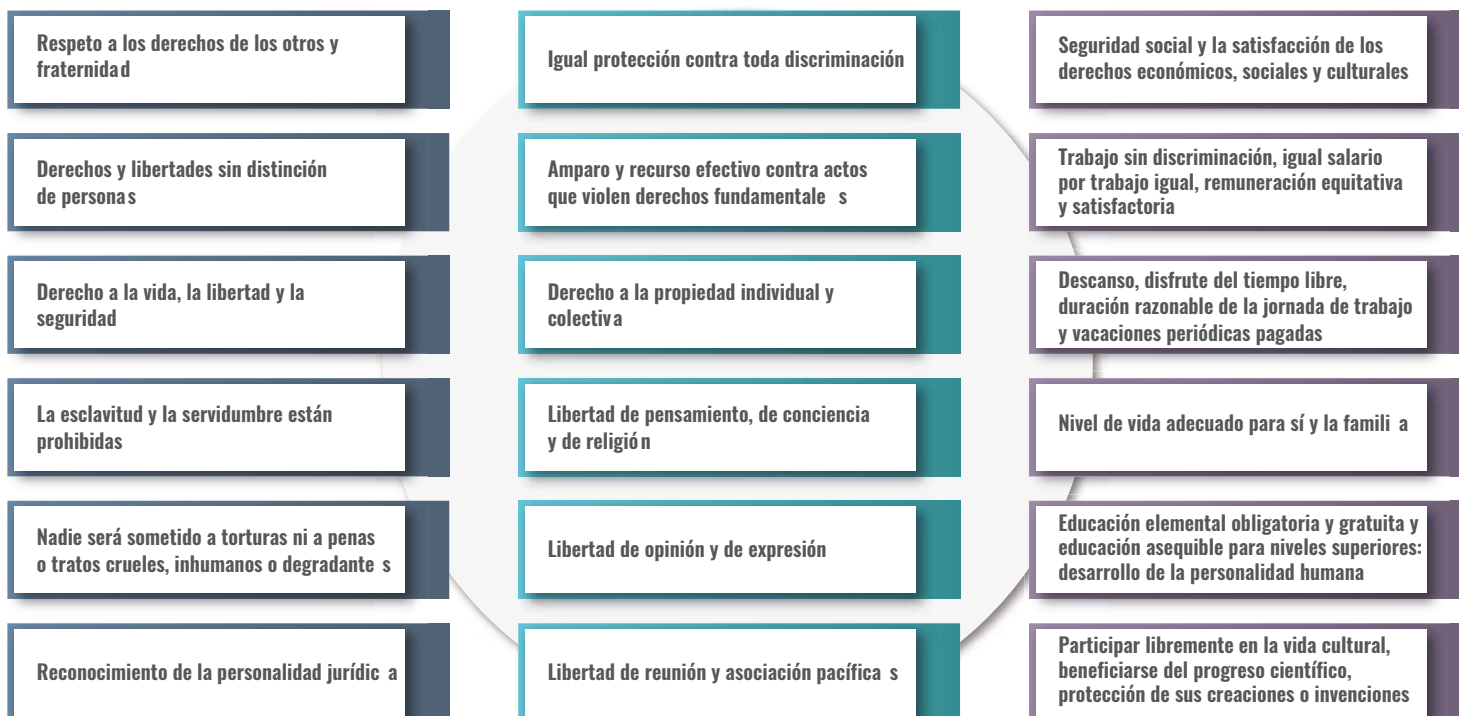 Respeto a los derechos de los otros y
fraternidad
Derechos y libertades sin distinción
de personas
Derecho a la vida, la libertad y la
seguridad
La esclavitud y la servidumbre están
prohibidas
Nadie será sometido a torturas ni a penas
o tratos crueles, inhumanos o degradante s
Reconocimiento de la personalidad jurídic a
Igual protección contra toda discriminación
Amparo y recurso efectivo contra actos
que violen derechos fundamentale s
Derecho a la propiedad individual y
colectiva
Libertad de pensamiento, de conciencia
y de religión
Libertad de opinión y de expresión
Libertad de reunión y asociación pacífica s
Seguridad social y la satisfacción de los
derechos económicos, sociales y culturales
Trabajo sin discriminación, igual salario
por trabajo igual, remuneración equitativa
y satisfactoria
Descanso, disfrute del tiempo libre,
duración razonable de la jornada de trabajo
y vacaciones periódicas pagadas
Nivel de vida adecuado para sí y la famili a
Educación elemental obligatoria y gratuita y
educación asequible para niveles superiores:
desarrollo de la personalidad humana
Participar libremente en la vida cultural,
beneficiarse del progreso científico,
protección de sus creaciones o invenciones